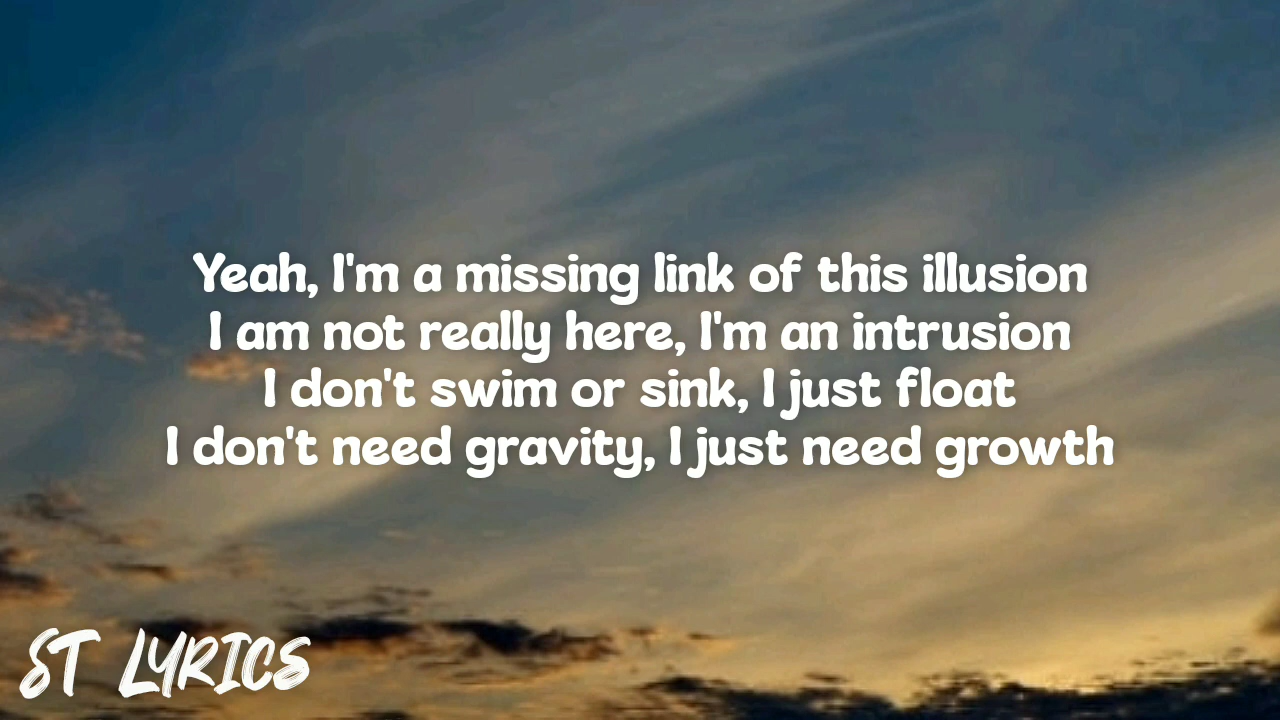 Yeah, I'm a missing link of this illusion
I am not really here, I'm an intrusion
I don't swim or sink, I just float
I don't need gravity, I just need growth
ST LYRICS